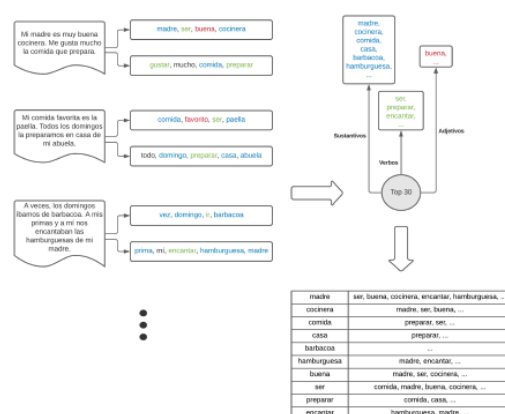 Mi madre es muy buena
cocinera. Me gusta mucho
la comida que prepara.
madre, ser, buena, cocinera
gustar, mucho, comida, preparar
Mi comida favorita es la
paella. Todos los domingos
la preparamos en casa de
mi abuela.
comida, favorito, ser, paella
todo, domingo, preparar, casa, abuela
A veces, los domingos
íbamos de barbacoa. A mis
primas y a mí nos
encantaban las
hamburguesas de mi
madre.
vez, domingo, ir, barbacoa
prima, mí, encantar, hamburguesa, madre
madre,
cocinera,
comida,
casa,
barbacoa,
hamburguesa,
...
buena,
...
ser,
preparar,
encantar,
...
Sustantivos
Adjetivos
Verbos
Top 30
madre ser, buena, cocinera, encantar, hamburguesa, ...
cocinera madre, ser, buena, ...
comida preparar, ser, ...
casa preparar, ...
barbacoa ...
hamburguesa madre, encantar, ...
buena madre, ser, cocinera, ...
ser comida, madre, buena, cocinera, ...
preparar comida, casa, ...
encantar hamburguesa, madre, ...